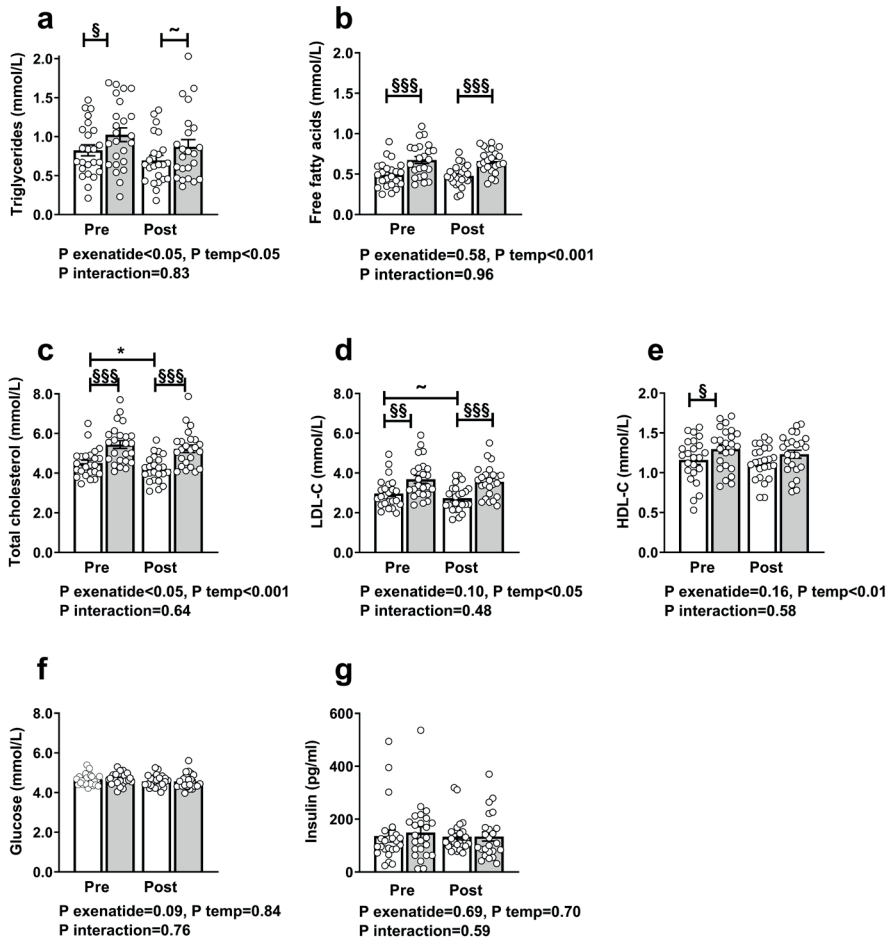 a
§
~
Triglycerides (mmol/L)
2.0
1.5
1.0
0.5
0.0
Pre
Post
P exenatide<0.05, P temp<0.05
P interaction=0.83
b
§§§
§§§
Free fatty acids (mmol/L)
2.0
1.5
1.0
0.5
0.0
Pre
Post
P exenatide=0.58, P temp<0.001
P interaction=0.96
c
*
§§§
§§§
Total cholesterol (mmol/L)
8.0
6.0
4.0
2.0
0.0
Pre
Post
P exenatide<0.05, P temp<0.001
P interaction=0.64
d
~
§§
§§§
LDL-C (mmol/L)
8.0
6.0
4.0
2.0
0.0
Pre
Post
P exenatide=0.10, P temp<0.05
P interaction=0.48
e
§
HDL-C (mmol/L)
2.0
1.5
1.0
0.5
0.0
Pre
Post
P exenatide=0.16, P temp<0.01
P interaction=0.58
f
Glucose (mmol/L)
8.0
6.0
4.0
2.0
0.0
Pre
Post
P exenatide=0.09, P temp=0.84
P interaction=0.76
g
Insulin (pg/ml)
600
400
200
0
Pre
Post
P exenatide=0.69, P temp=0.70
P interaction=0.59